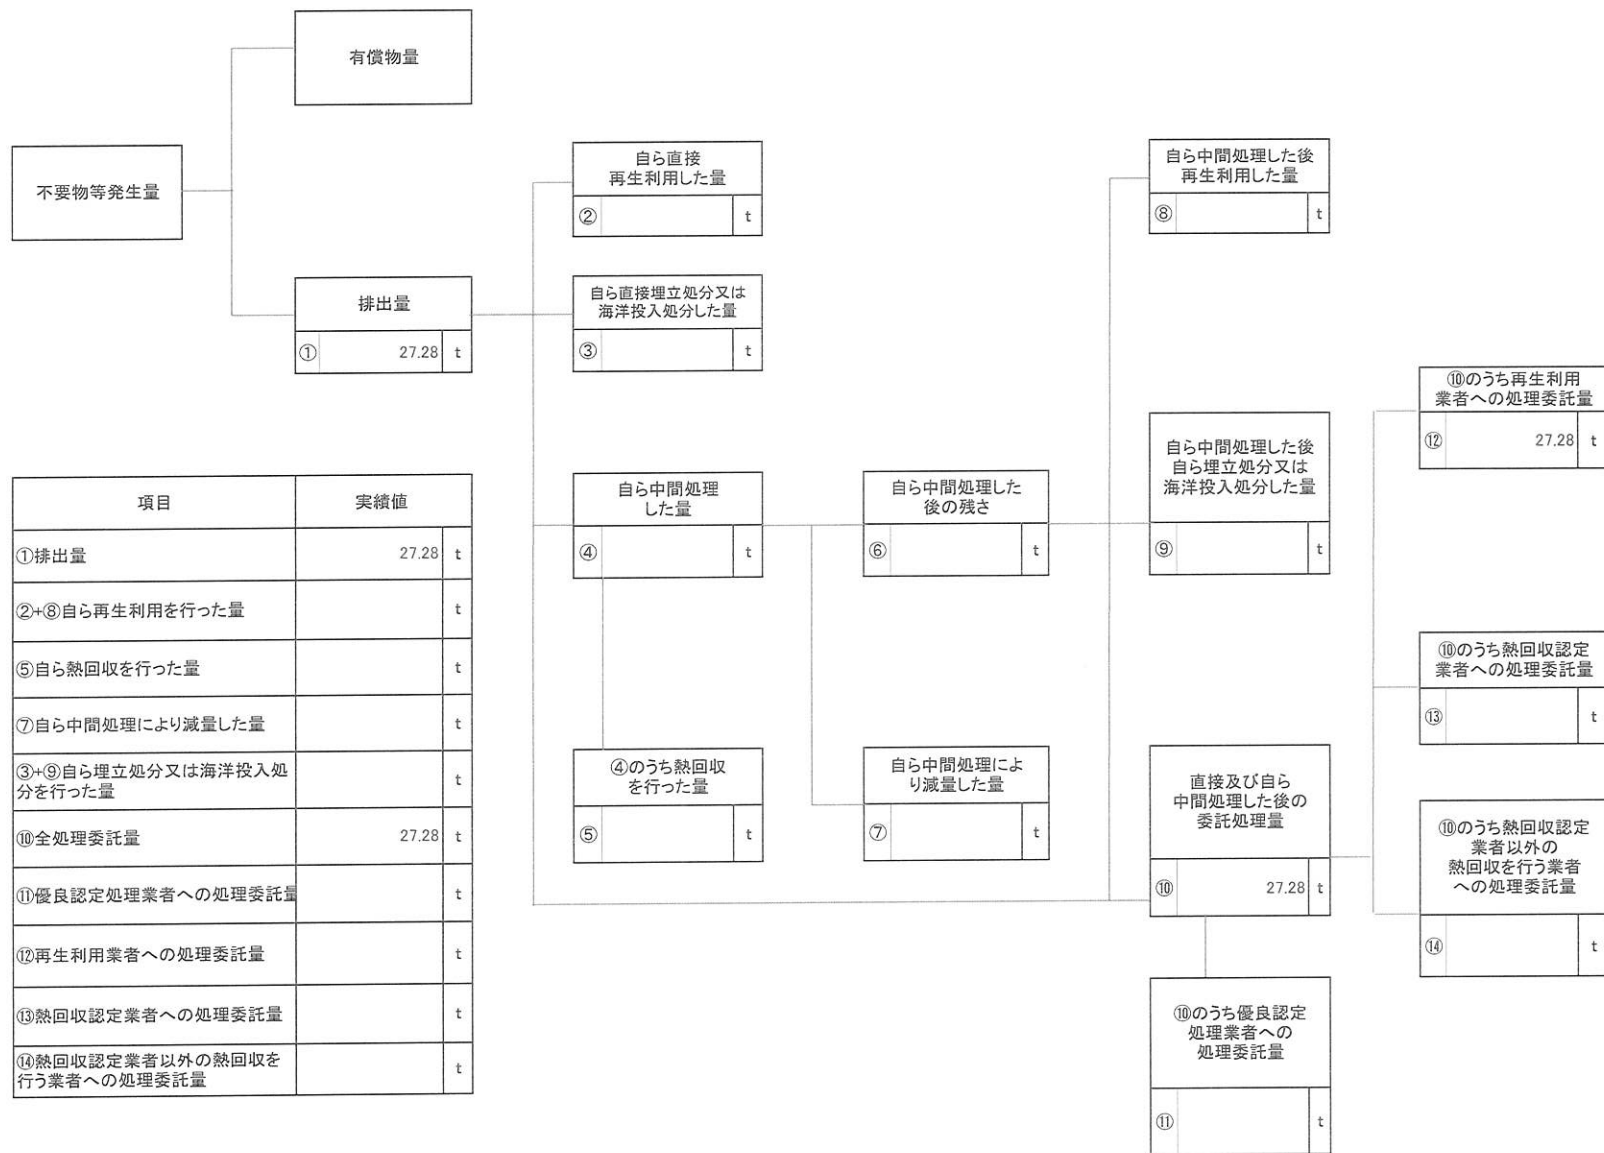 有償物量
不要物等発生量
排出量
① 27.28 t
自ら直接
再生利用した量
② t
自ら直接埋立処分又は
海洋投入処分した量
③ t
自ら中間処理
した量
④ t
④のうち熱回収
を行った量
⑤ t
自ら中間処理した
後の残さ
⑥ t
自ら中間処理によ
り減量した量
⑦ t
自ら中間処理した後
再生利用した量
⑧ t
自ら中間処理した後
自ら埋立処分又は
海洋投入処分した量
⑨ t
直接及び自ら
中間処理した後の
委託処理量
⑩ 27.28 t
⑩のうち優良認定
処理業者への
処理委託量
⑪ t
⑩のうち再生利用
業者への処理委託量
⑫ 27.28 t
⑩のうち熱回収認定
業者への処理委託量
⑬ t
⑩のうち熱回収認定
業者以外の
熱回収を行う業者
への処理委託量
⑭ t
項目 実績値
①排出量 27.28 t
②+⑧自ら再生利用を行った量 t
⑤自ら熱回収を行った量 t
⑦自ら中間処理により減量した量 t
③+⑨自ら埋立処分又は海洋投入処
分を行った量 t
⑩全処理委託量 27.28 t
⑪優良認定処理業者への処理委託量 t
⑫再生利用業者への処理委託量 t
⑬熱回収認定業者への処理委託量 t
⑭熱回収認定業者以外の熱回収を
行う業者への処理委託量 t